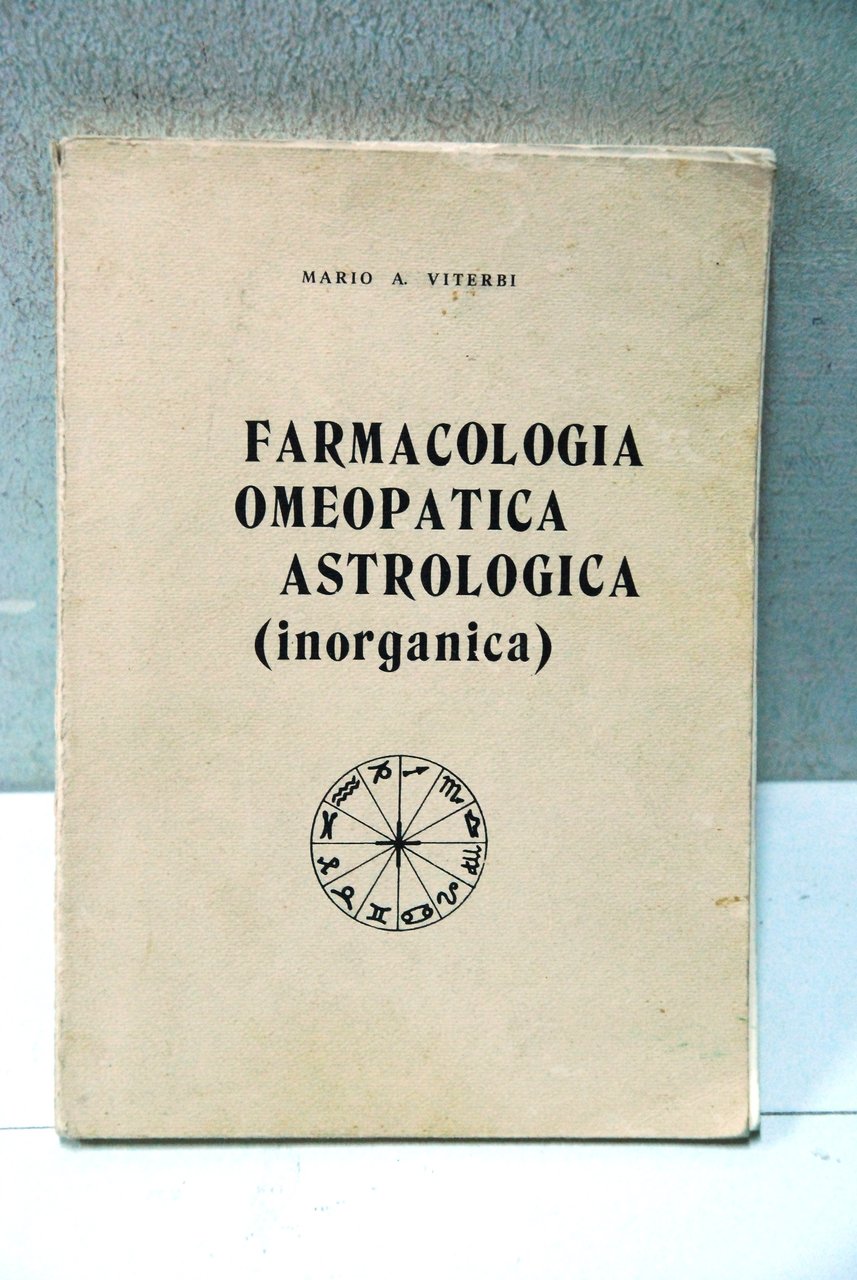 MARIO A. VITERBI
FARMACOLOGIA
OMEOPATICA
ASTROLOGICA
(inorganica)